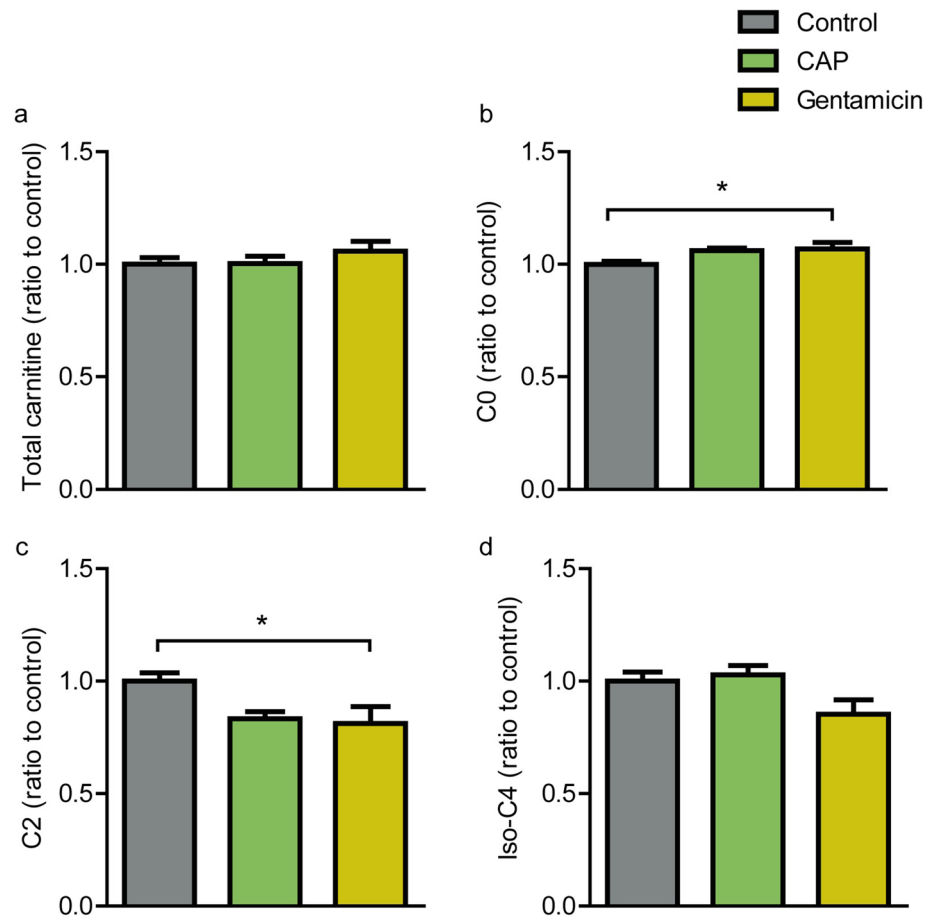 Control
CAP
Gentamicin
a
Total carnitine (ratio to control)
1.5
1.0
0.5
0.0
b
C0 (ratio to control)
1.5
1.0
0.5
0.0
*
c
C2 (ratio to control)
1.5
1.0
0.5
0.0
*
d
Iso-C4 (ratio to control)
1.5
1.0
0.5
0.0